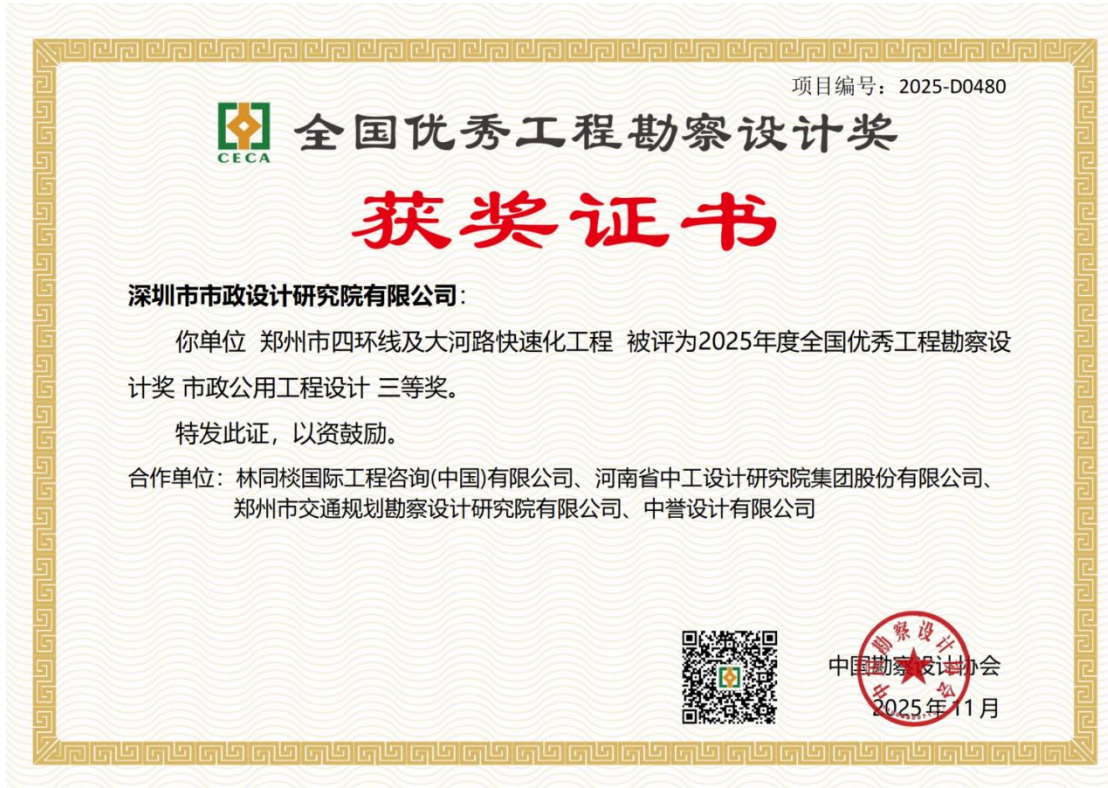 项目编号：2025-D0480
CECA
全国优秀工程勘察设计奖
获奖证书
深圳市市政设计研究院有限公司：
你单位 郑州市四环线及大河路快速化工程 被评为2025年度全国优秀工程勘察设
计奖 市政公用工程设计 三等奖。
特发此证，以资鼓励。
合作单位：林同棪国际工程咨询(中国)有限公司、河南省中工设计研究院集团股份有限公司、
郑州市交通规划勘察设计研究院有限公司、中誉设计有限公司
中国勘察设计协会
中国勘察设计协会
2025年11月